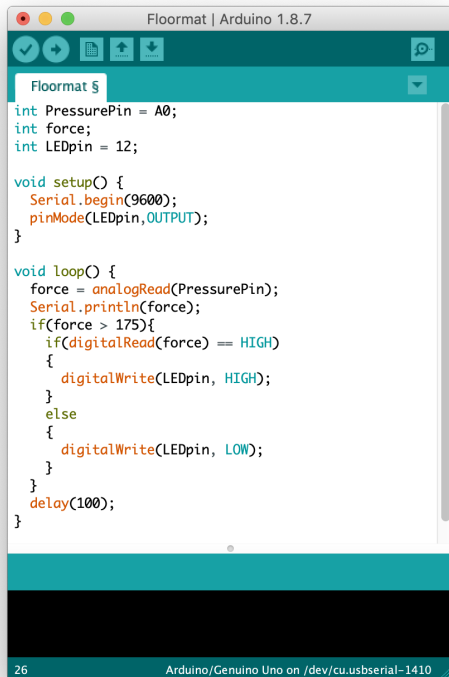 Floormat | Arduino 1.8.7
Floormat §
int PressurePin = A0;
int force;
int LEDpin = 12;

void setup() {
  Serial.begin(9600);
  pinMode(LEDpin,OUTPUT);
}

void loop() {
  force = analogRead(PressurePin);
  Serial.println(force);
  if(force > 175){
    if(digitalRead(force) == HIGH)
    {
      digitalWrite(LEDpin, HIGH);
    }
    else
    {
      digitalWrite(LEDpin, LOW);
    }
  }
  delay(100);
}
26 Arduino/Genuino Uno on /dev/cu.usbserial-1410